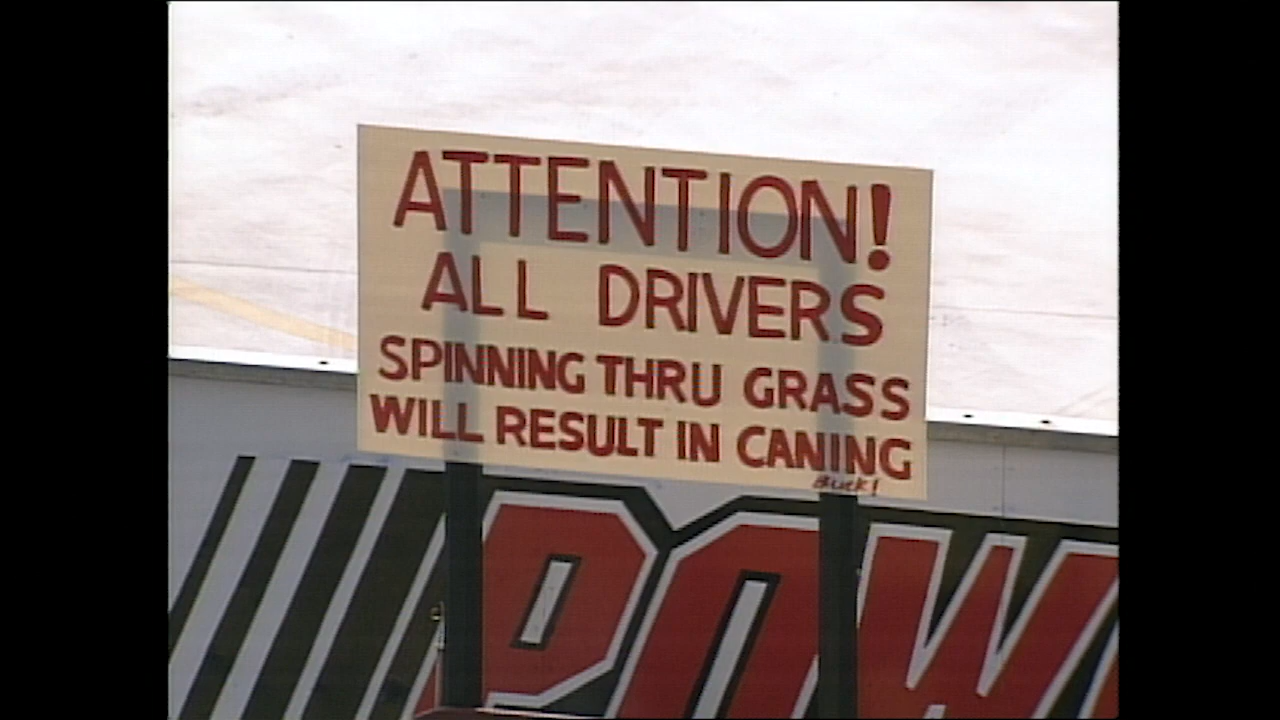 ATTENTION!
ALL DRIVERS
SPINNING THRU GRASS
WILL RESULT IN CANING
Buck!
POW